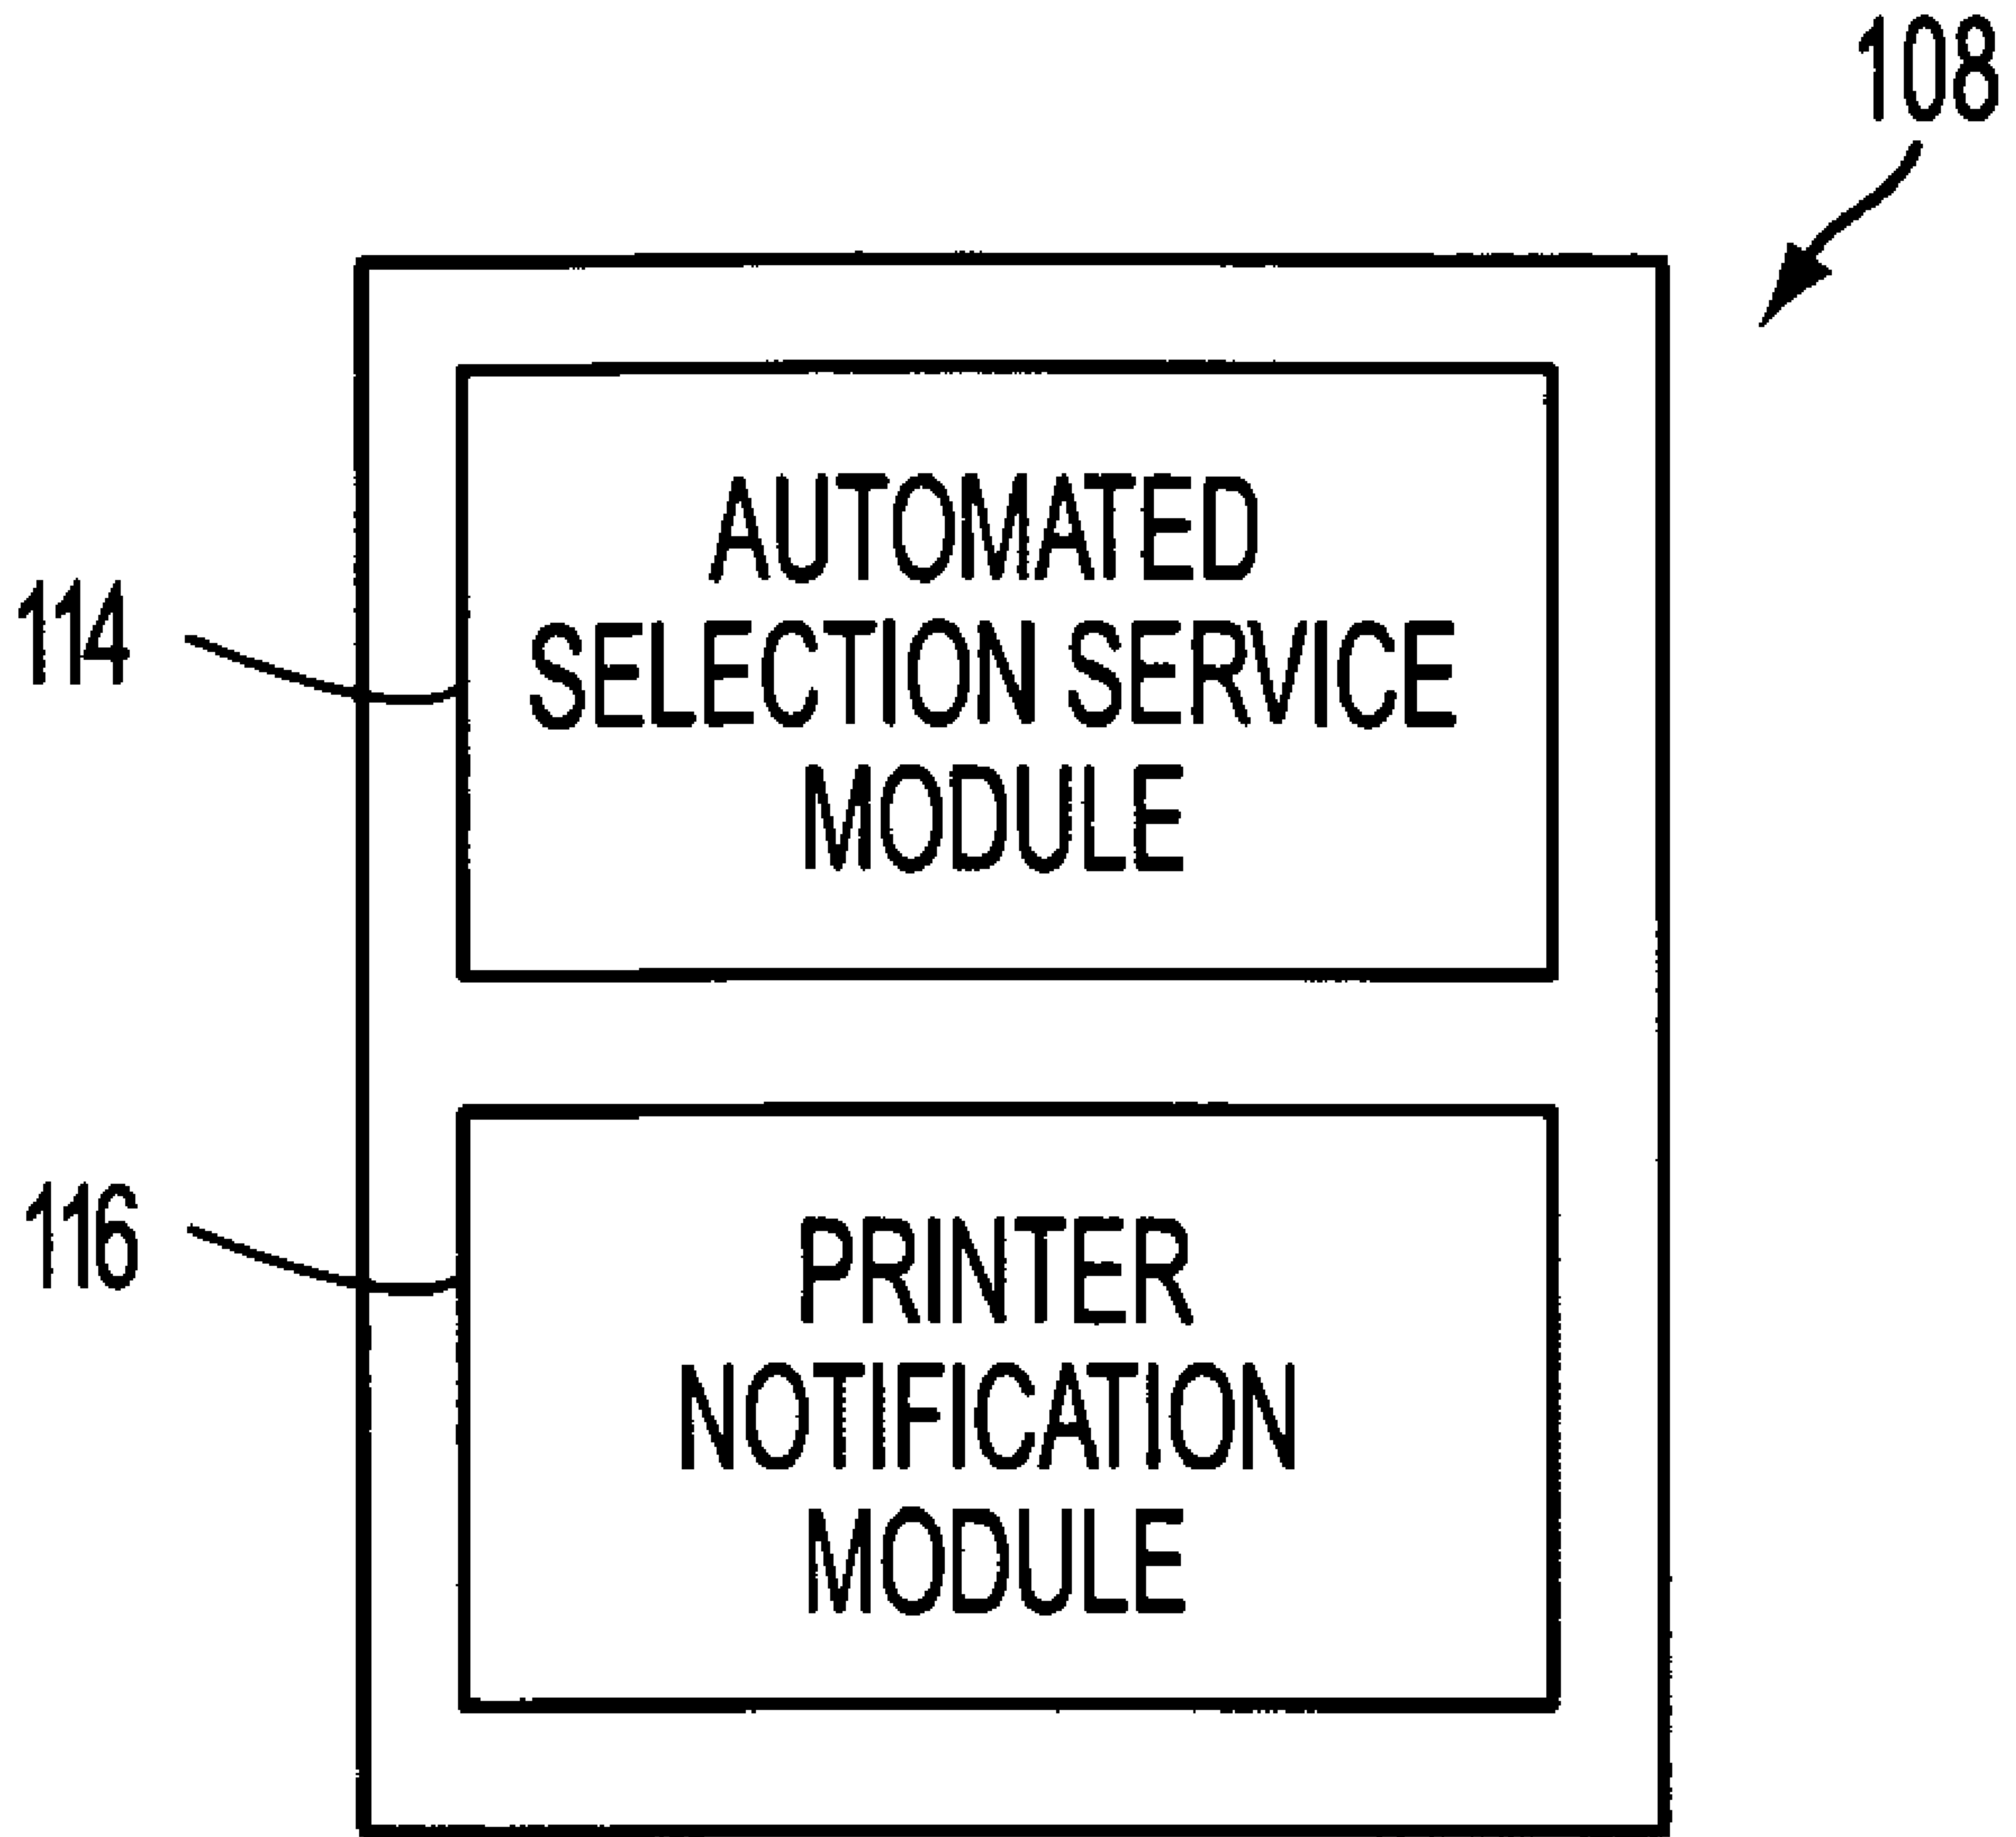 108
AUTOMATED
SELECTION SERVICE
MODULE
114
PRINTER
NOTIFICATION
MODULE
116